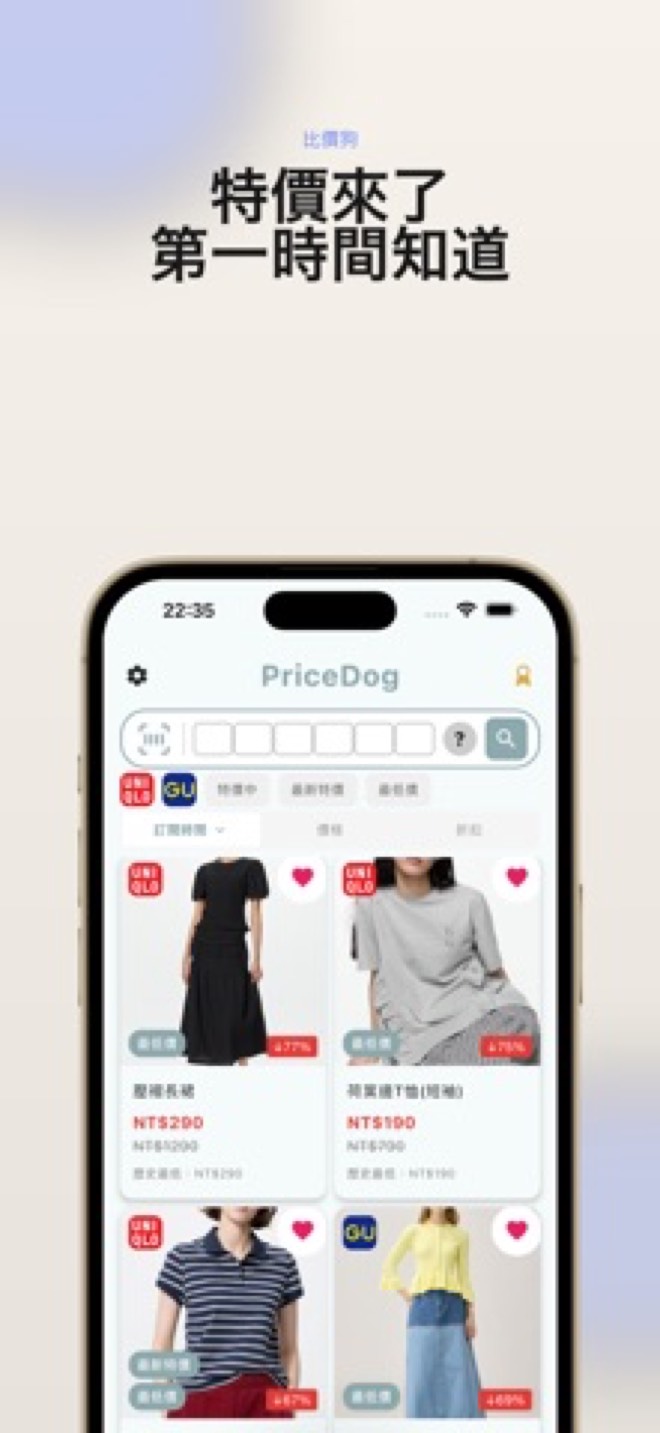 比價狗
特價來了
第一時間知道
22:35
PriceDog
?
UNI QLO
GU
特價中
最新特價
最低價
訂閱時間
價格
折扣
UNI QLO
UNI QLO
最低價
↓77%
最低價
↓75%
壓褶長裙
荷葉邊T恤(短袖)
NT$290
NT$190
NT$1290
NT$790
歷史最低・NT$290
歷史最低・NT$190
UNI QLO
GU
最新特價
最低價
↓67%
最低價
↓69%